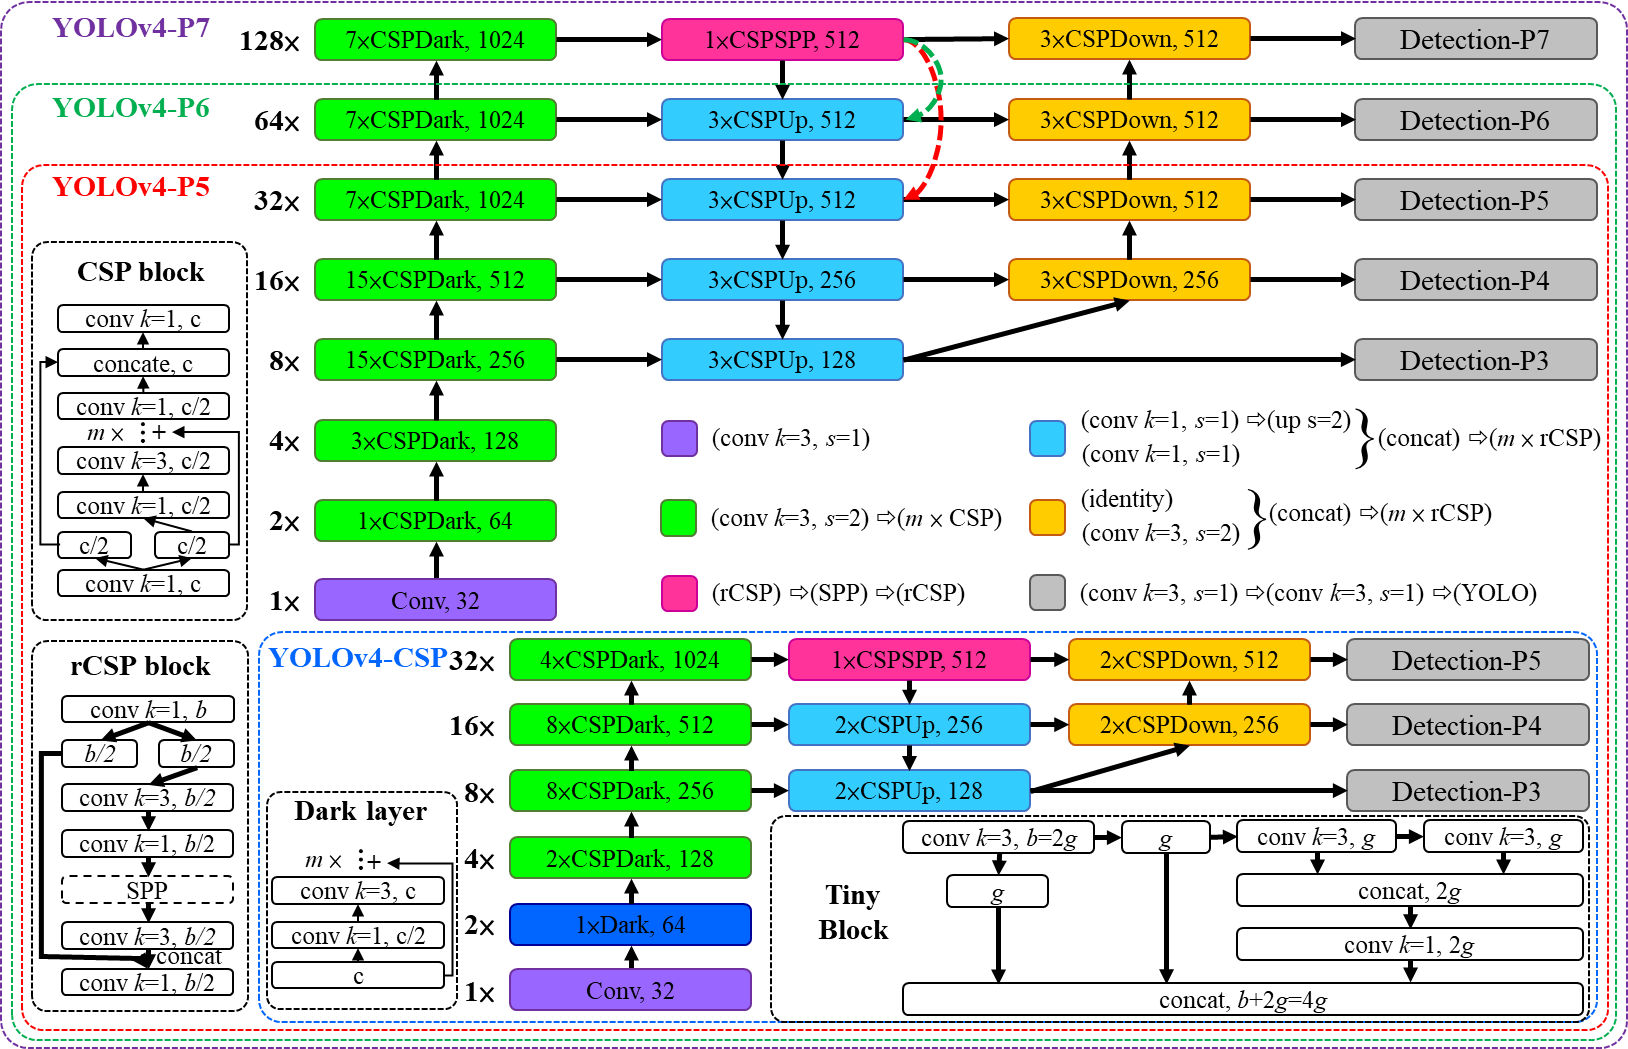 YOLOv4-P7
128× 7×CSPDark, 1024 1×CSPSPP, 512 3×CSPDown, 512 Detection-P7
YOLOv4-P6
64× 7×CSPDark, 1024 3×CSPUp, 512 3×CSPDown, 512 Detection-P6
YOLOv4-P5
32× 7×CSPDark, 1024 3×CSPUp, 512 3×CSPDown, 512 Detection-P5
16× 15×CSPDark, 512 3×CSPUp, 256 3×CSPDown, 256 Detection-P4
8× 15×CSPDark, 256 3×CSPUp, 128 Detection-P3
4× 3×CSPDark, 128
2× 1×CSPDark, 64
1× Conv, 32
CSP block
conv k=1, c
concate, c
conv k=1, c/2
m × ⋮+
conv k=3, c/2
conv k=1, c/2
c/2 c/2
conv k=1, c
(conv k=3, s=1)
(conv k=3, s=2) ⇨(m × CSP)
(rCSP) ⇨(SPP) ⇨(rCSP)
(conv k=1, s=1) ⇨(up s=2)
(conv k=1, s=1)
}(concat) ⇨(m × rCSP)
(identity)
(conv k=3, s=2)
}(concat) ⇨(m × rCSP)
(conv k=3, s=1) ⇨(conv k=3, s=1) ⇨(YOLO)
rCSP block
conv k=1, b
b/2 b/2
conv k=3, b/2
conv k=1, b/2
SPP
conv k=3, b/2
concat
conv k=1, b/2
YOLOv4-CSP
32× 4×CSPDark, 1024 1×CSPSPP, 512 2×CSPDown, 512 Detection-P5
16× 8×CSPDark, 512 2×CSPUp, 256 2×CSPDown, 256 Detection-P4
8× 8×CSPDark, 256 2×CSPUp, 128 Detection-P3
4× 2×CSPDark, 128
2× 1×Dark, 64
1× Conv, 32
Dark layer
m × ⋮+
conv k=3, c
conv k=1, c/2
c
Tiny
Block
conv k=3, b=2g g conv k=3, g conv k=3, g
g
concat, 2g
conv k=1, 2g
concat, b+2g=4g